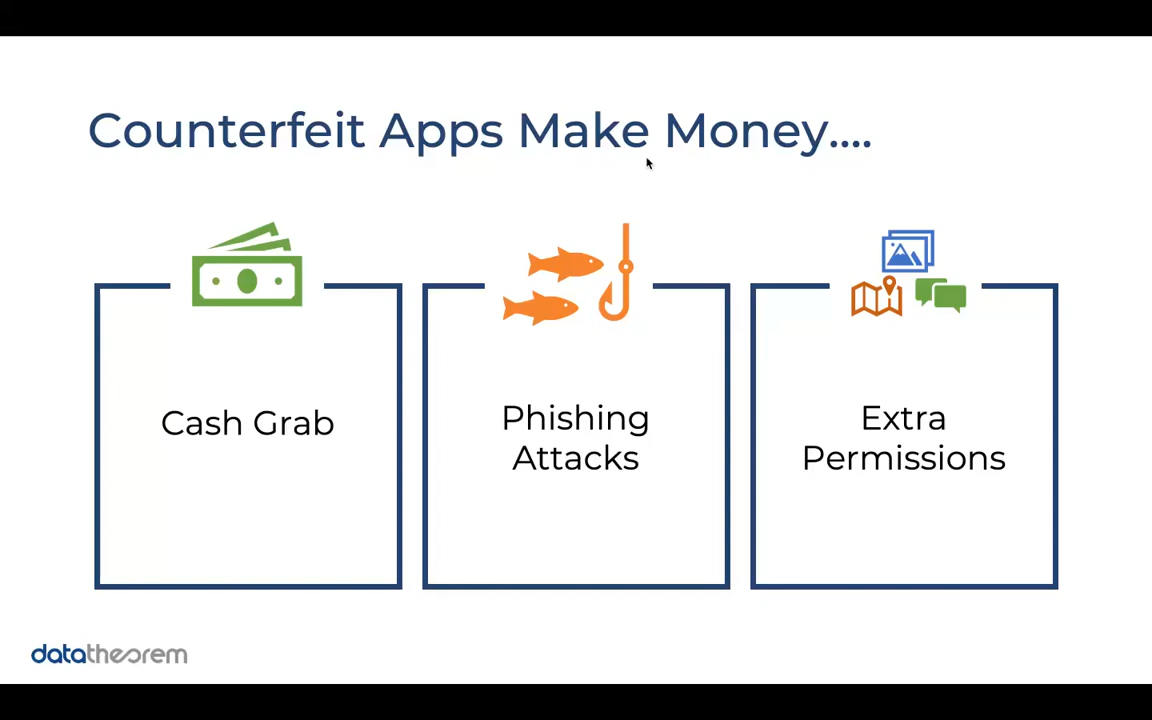 Counterfeit Apps Make Money....
Cash Grab
Phishing
Attacks
Extra
Permissions
datatheorem